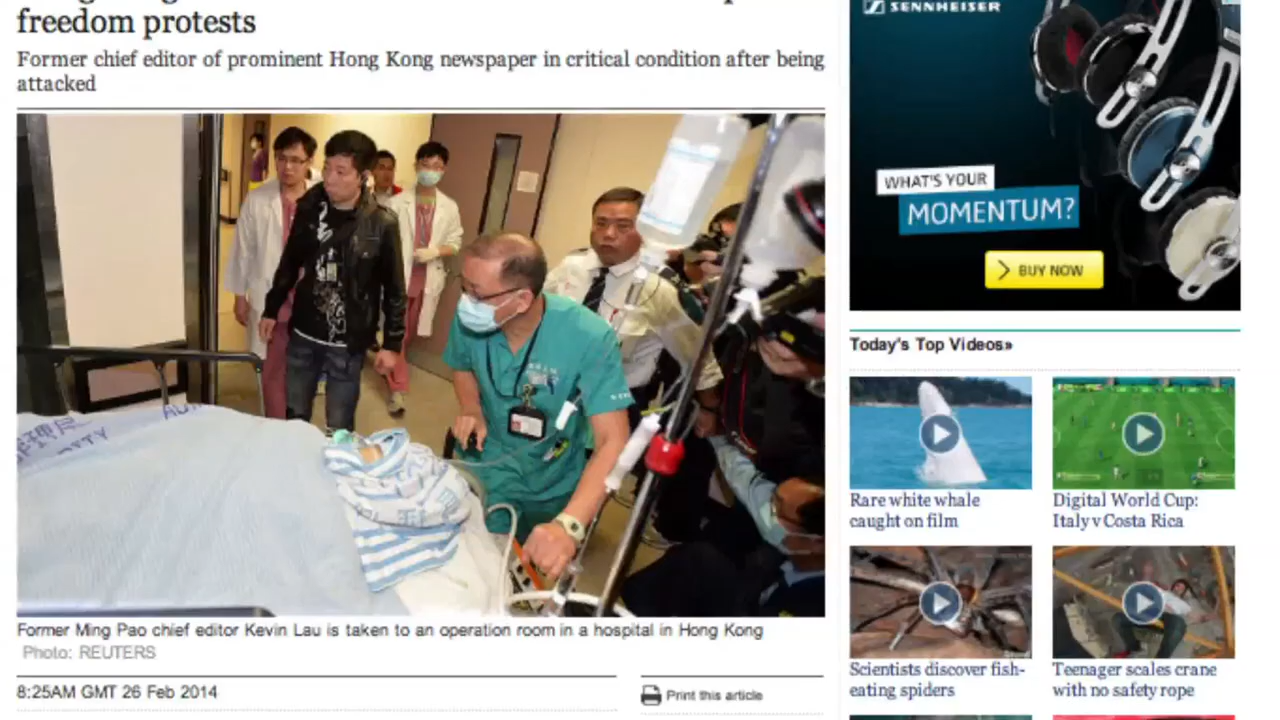 freedom protests
Former chief editor of prominent Hong Kong newspaper in critical condition after being
attacked
Former Ming Pao chief editor Kevin Lau is taken to an operation room in a hospital in Hong Kong
Photo: REUTERS
8:25AM GMT 26 Feb 2014
Print this article
SENNHEISER
WHAT'S YOUR
MOMENTUM?
BUY NOW
Today's Top Videos»
Rare white whale
caught on film
Digital World Cup:
Italy v Costa Rica
Scientists discover fish-
eating spiders
Teenager scales crane
with no safety rope